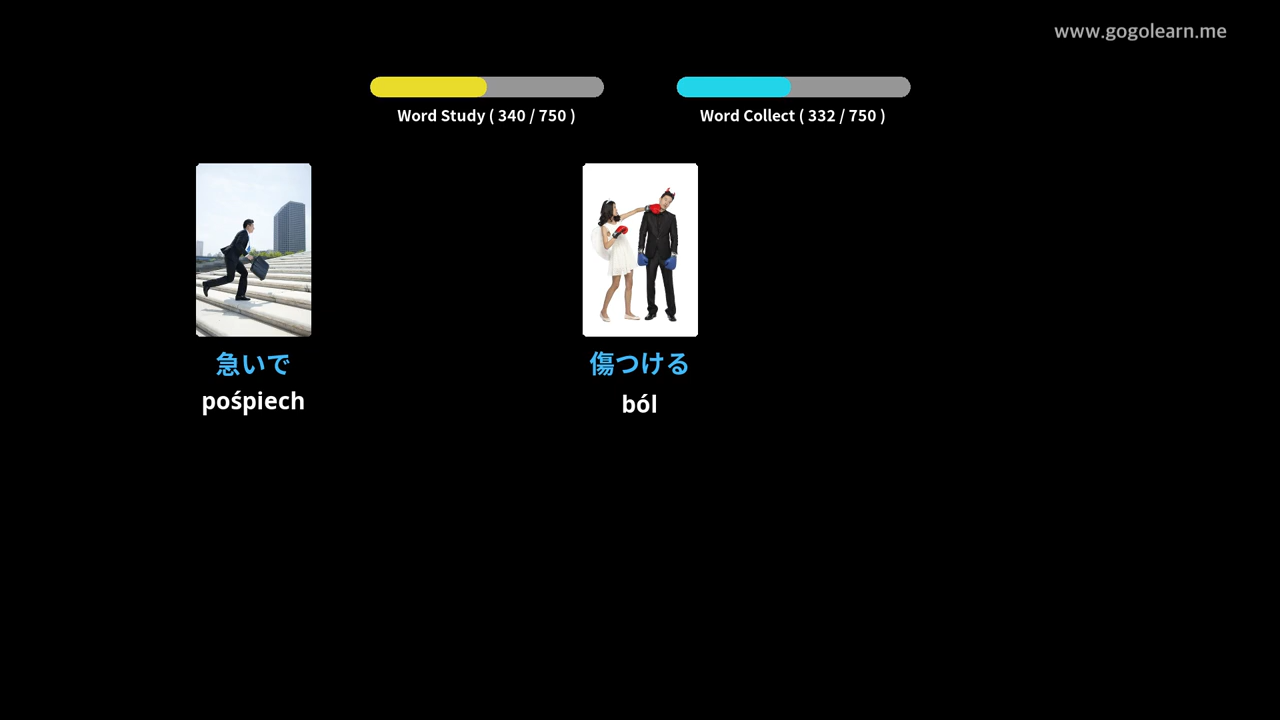 www.gogolearn.me
Word Study ( 340 / 750 )
Word Collect ( 332 / 750 )
急いで
pośpiech
傷つける
ból